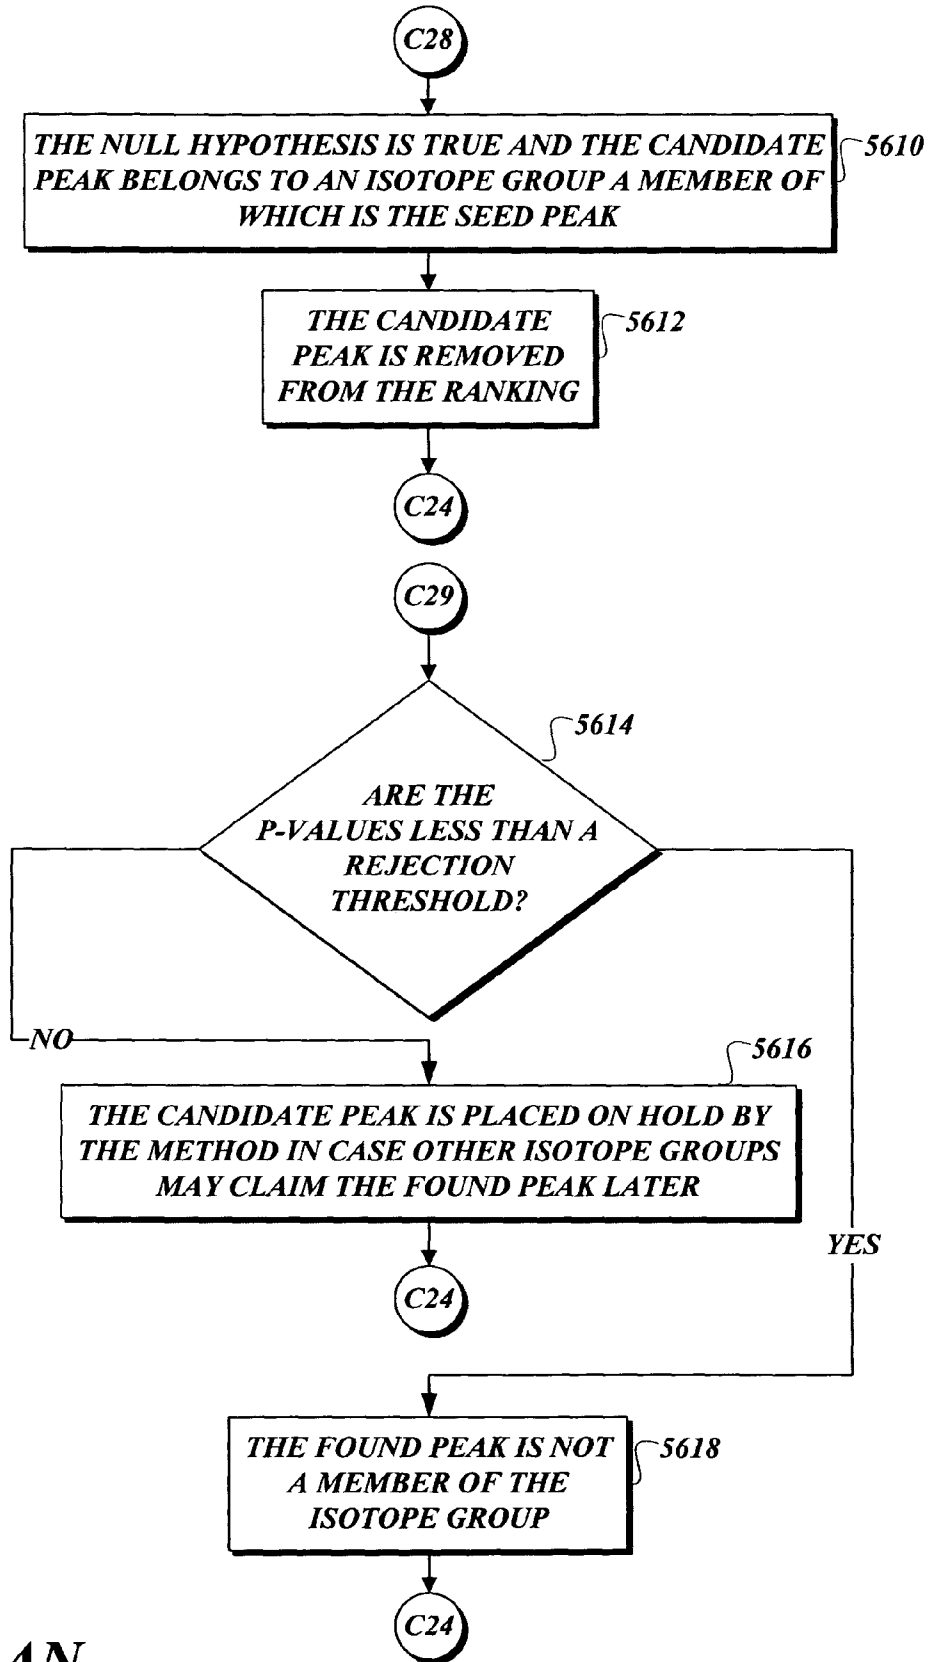 C28
THE NULL HYPOTHESIS IS TRUE AND THE CANDIDATE
PEAK BELONGS TO AN ISOTOPE GROUP A MEMBER OF
WHICH IS THE SEED PEAK
5610
THE CANDIDATE
PEAK IS REMOVED
FROM THE RANKING
5612
C24
C29
5614
ARE THE
P-VALUES LESS THAN A
REJECTION
THRESHOLD?
NO
5616
THE CANDIDATE PEAK IS PLACED ON HOLD BY
THE METHOD IN CASE OTHER ISOTOPE GROUPS
MAY CLAIM THE FOUND PEAK LATER
YES
C24
THE FOUND PEAK IS NOT
A MEMBER OF THE
ISOTOPE GROUP
5618
C24